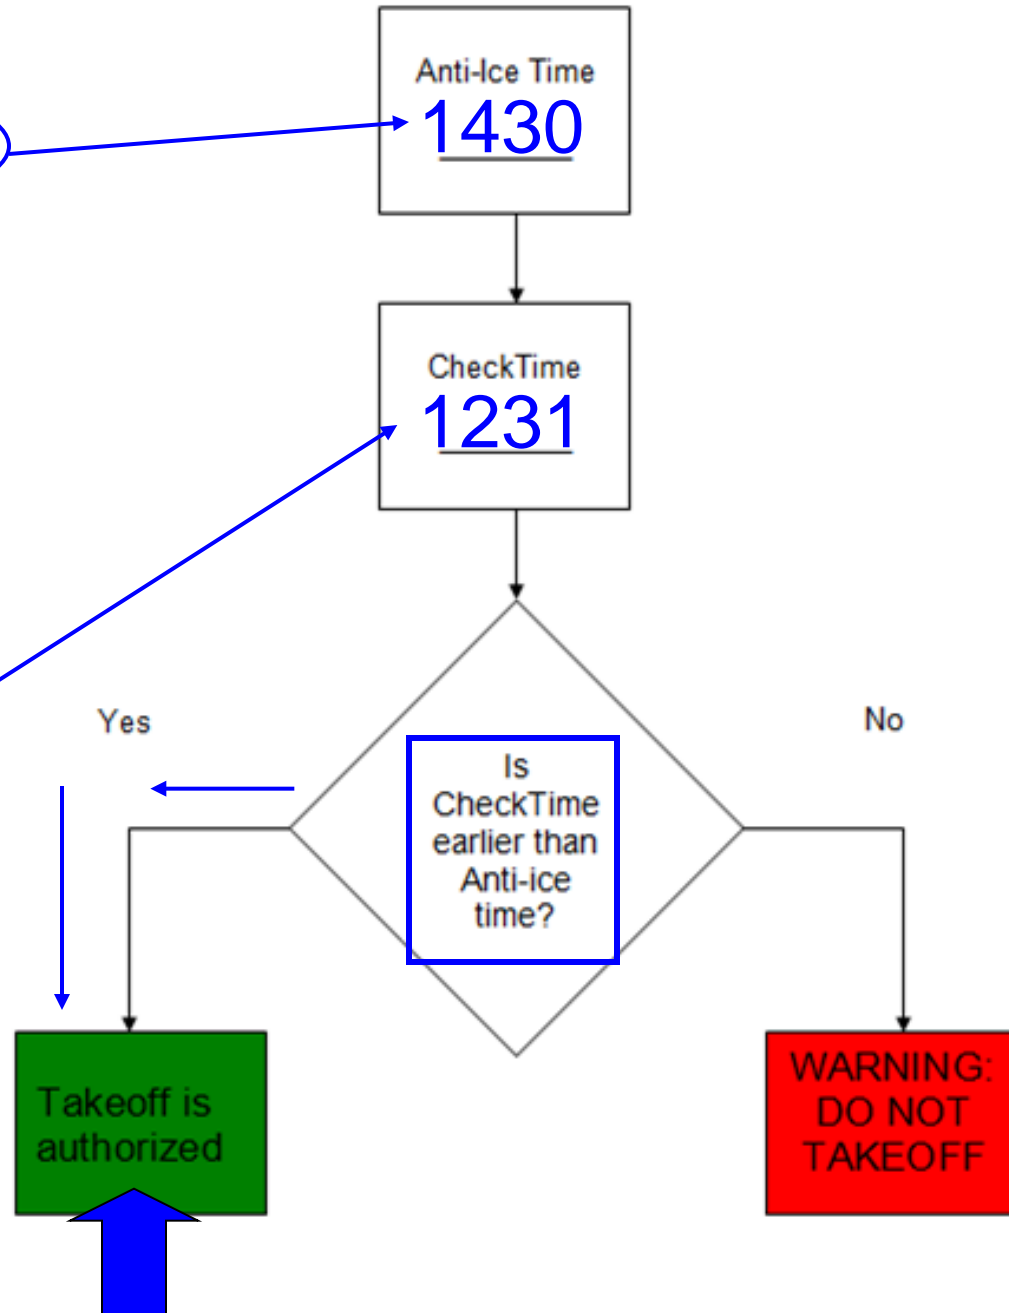 Anti-Ice Time
1430
CheckTime
1231
Yes
No
Is
CheckTime
earlier than
Anti-ice
time?
Takeoff is
authorized
WARNING:
DO NOT
TAKEOFF